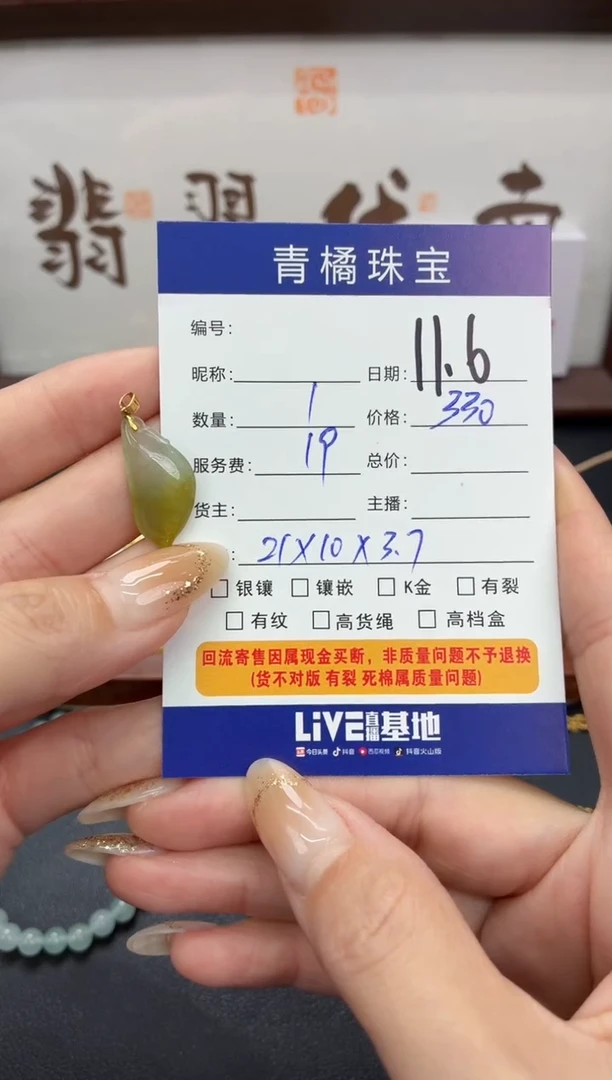 翡翠
青橘珠宝
编号:
昵称: 日期: 11.6
数量: 1 价格: 330
服务费: 19 总价:
货主: 主播:
: 21X10X3.7
□ 银镶 □ 镶嵌 □ K金 □ 有裂
□ 有纹 □ 高货绳 □ 高档盒
回流寄售因属现金买断，非质量问题不予退换
(货不对版 有裂 死棉属质量问题)
LIVE直播基地
今日头条 抖音 西瓜视频 抖音火山版